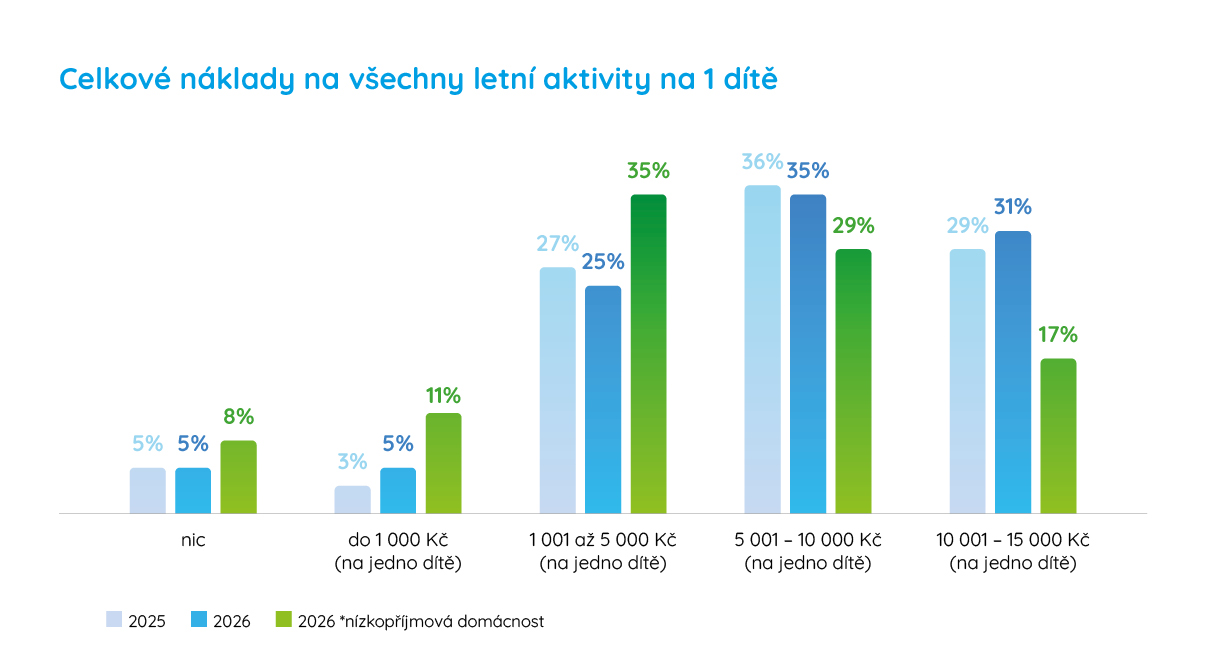 Celkové náklady na všechny letní aktivity na 1 dítě
5% 5% 8%
3% 5% 11%
27% 25% 35%
36% 35% 29%
29% 31% 17%
nic
do 1 000 Kč
(na jedno dítě)
1 001 až 5 000 Kč
(na jedno dítě)
5 001 – 10 000 Kč
(na jedno dítě)
10 001 – 15 000 Kč
(na jedno dítě)
2025 2026 2026 *nízkopříjmová domácnost